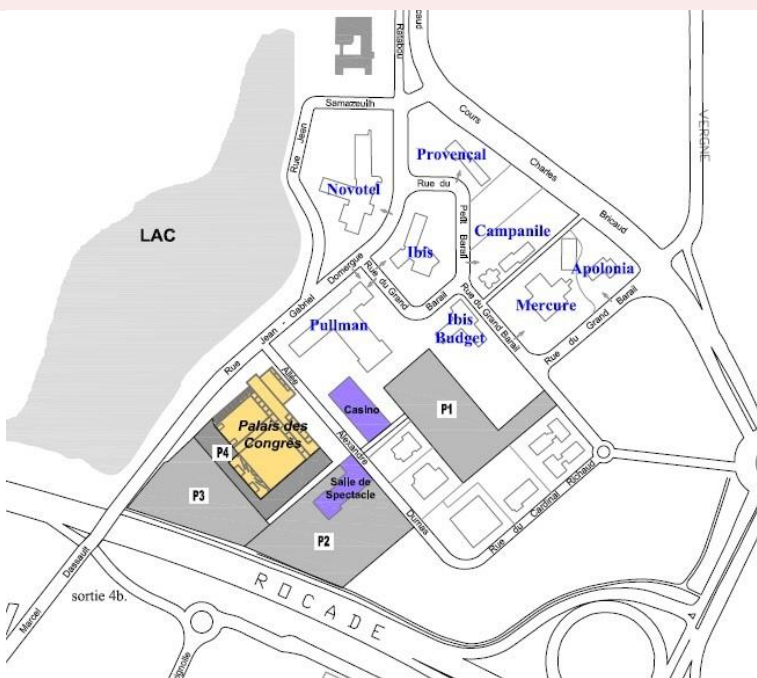 Ratabou
Samazeuilh
Rue Jean
Cours
Charles
Bricaud
VERGNE
Provençal
Novotel
Rue du
Petit Barail
LAC
Campanile
Ibis
Apolonia
Rue du Grand
Barail
Rue du Grand Barail
Mercure
Rue du Grand Barail
Rue Jean - Gabriel Domergue
Pullman
Ibis
Budget
Allée
Alexandre
Dumas
Casino
P1
Palais des
Congrès
P4
P3
Salle de
Spectacle
P2
Rue du Cardinal Richaud
ROCADE
Marcel Dassault
sortie 4b.